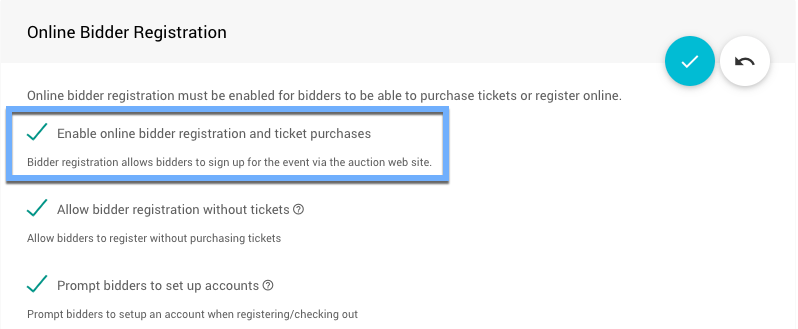 Online Bidder Registration
Online bidder registration must be enabled for bidders to be able to purchase tickets or register online.
Enable online bidder registration and ticket purchases
Bidder registration allows bidders to sign up for the event via the auction web site.
Allow bidder registration without tickets
Allow bidders to register without purchasing tickets
Prompt bidders to set up accounts
Prompt bidders to setup an account when registering/checking out